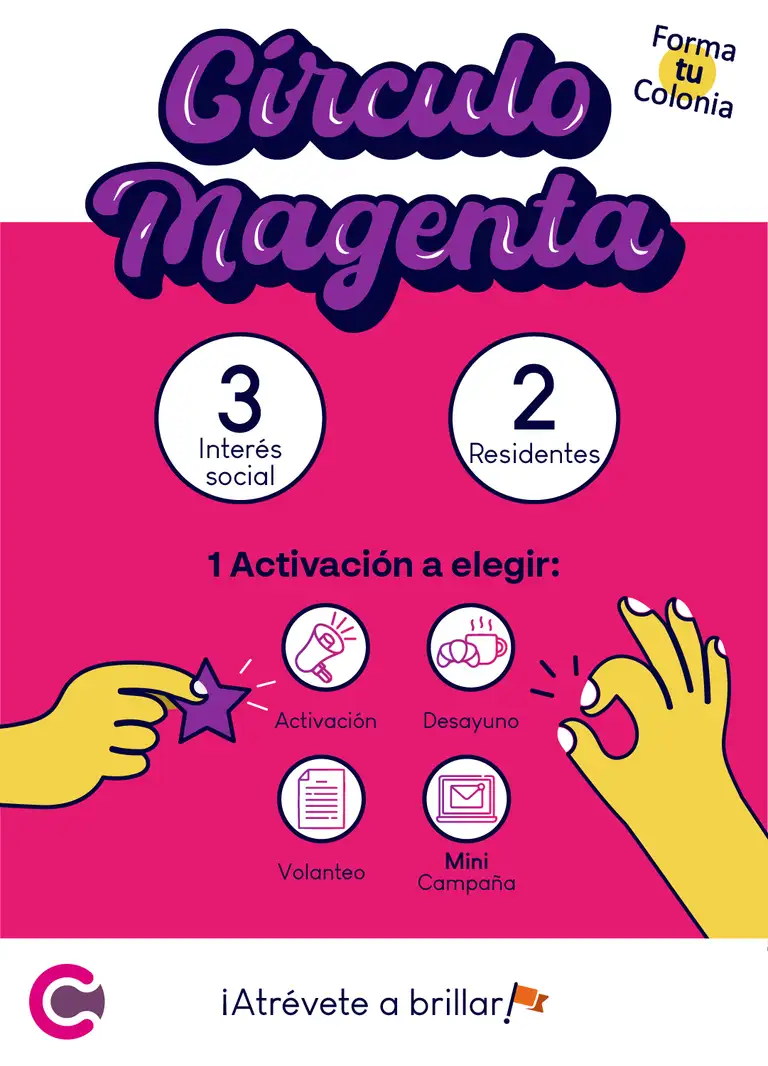 Círculo
Magenta
Forma
tu
Colonia
3
Interés
social
2
Residentes
1 Activación a elegir:
Activación
Desayuno
Volanteo
Mini
Campaña
¡Atrévete a brillar!